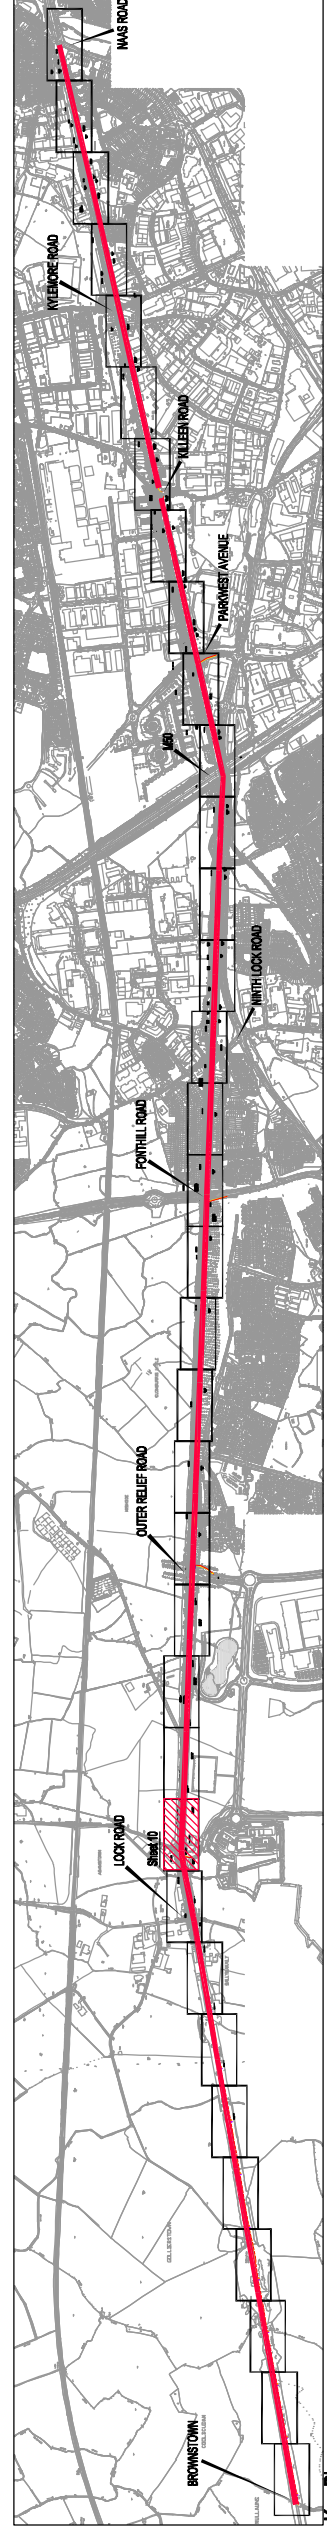 NAAS ROAD
KYLEMORE ROAD
KILLEEN ROAD
PARKWEST AVENUE
M50
NINTH LOCK ROAD
FONTHILL ROAD
OUTER RELIEF ROAD
LOCK ROAD
Sheet 10
BROWNSTOWN